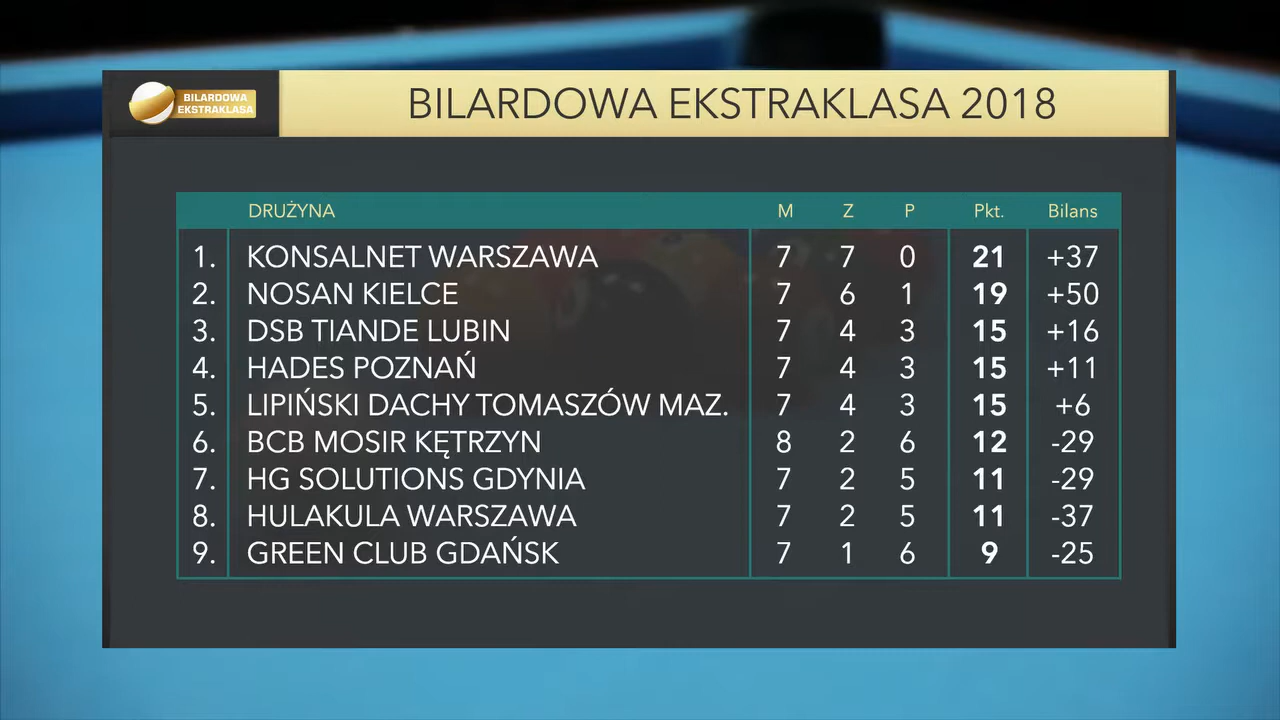 BILARDOWA
EKSTRAKLASA
BILARDOWA EKSTRAKLASA 2018
DRUŻYNA M Z P Pkt. Bilans
1. KONSALNET WARSZAWA 7 7 0 21 +37
2. NOSAN KIELCE 7 6 1 19 +50
3. DSB TIANDE LUBIN 7 4 3 15 +16
4. HADES POZNAŃ 7 4 3 15 +11
5. LIPIŃSKI DACHY TOMASZÓW MAZ. 7 4 3 15 +6
6. BCB MOSIR KĘTRZYN 8 2 6 12 -29
7. HG SOLUTIONS GDYNIA 7 2 5 11 -29
8. HULAKULA WARSZAWA 7 2 5 11 -37
9. GREEN CLUB GDAŃSK 7 1 6 9 -25